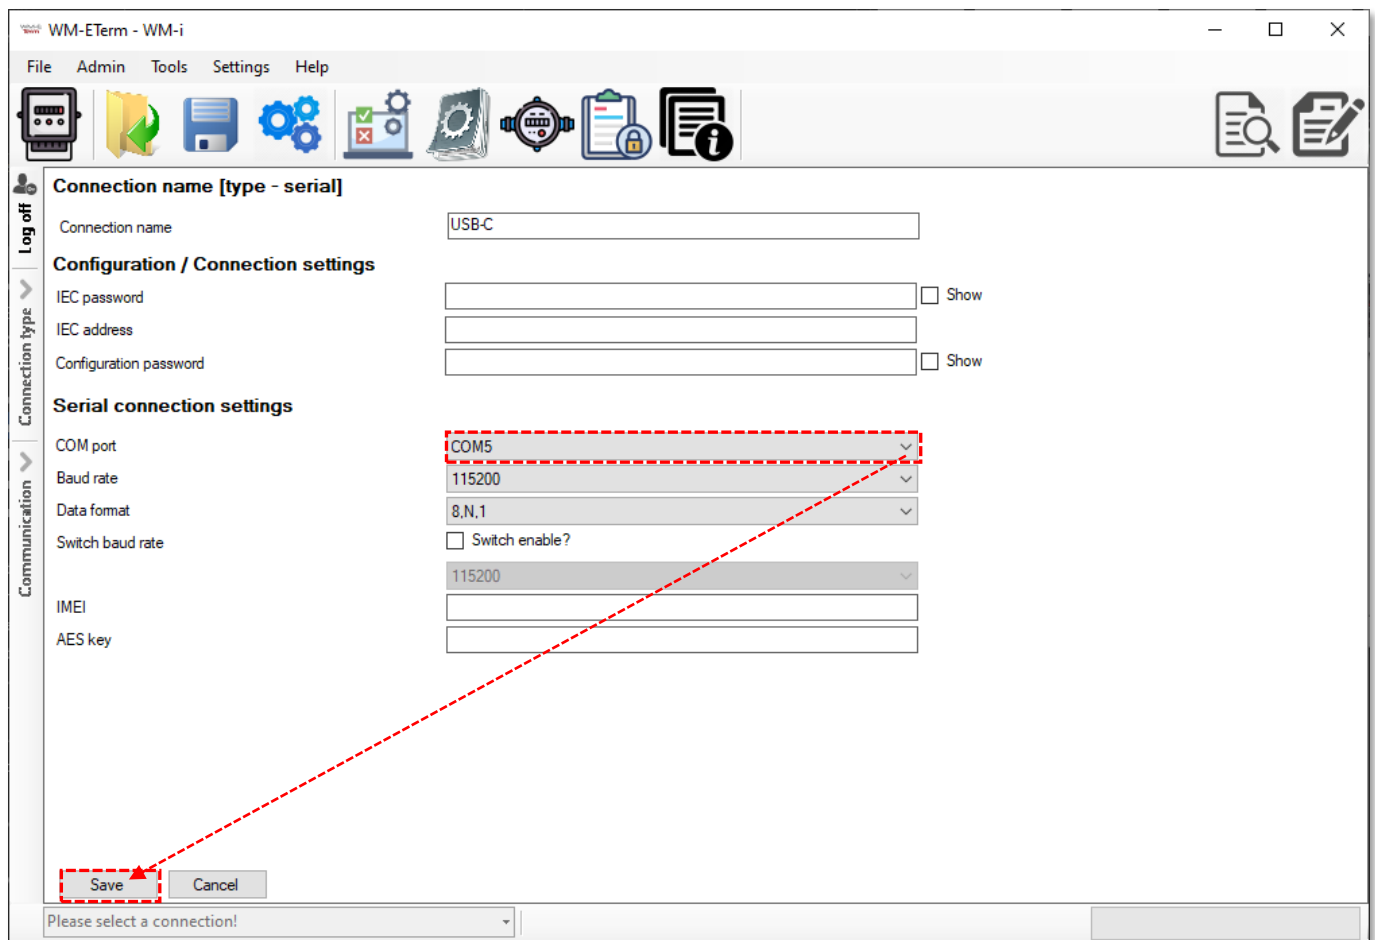 WM-ETerm - WM-i
File Admin Tools Settings Help
Log off
Connection type
Communication
Connection name [type - serial]
Connection name USB-C
Configuration / Connection settings
IEC password Show
IEC address
Configuration password Show
Serial connection settings
COM port COM5
Baud rate 115200
Data format 8,N,1
Switch baud rate Switch enable?
115200
IMEI
AES key
Save Cancel
Please select a connection!